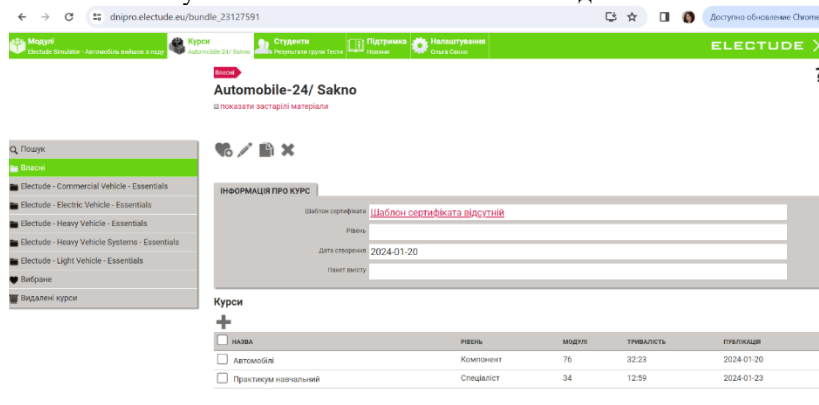 dnipro.electude.eu/bundle_23127591
Доступно обновление Chrome
Модулі
Electude Simulator - Автомобіль вийшов з ладу
Курси
Automobile-24/ Sakno
Студенти
Результати групи Тести
Підтримка
Новини
Налаштування
Ольга Сакно
ELECTUDE
Власні
Automobile-24/ Sakno
показати застарілі матеріали
Пошук
Власні
Electude - Commercial Vehicle - Essentials
Electude - Electric Vehicle - Essentials
Electude - Heavy Vehicle - Essentials
Electude - Heavy Vehicle Systems - Essentials
Electude - Light Vehicle - Essentials
Вибране
Видалені курси
ІНФОРМАЦІЯ ПРО КУРС
Шаблон сертифіката Шаблон сертифіката відсутній
Рівень
Дата створення 2024-01-20
Пакет вмісту
Курси
НАЗВА РІВЕНЬ МОДУЛІ ТРИВАЛІСТЬ ПУБЛІКАЦІЯ
Автомобілі Компонент 76 32:23 2024-01-20
Практикум навчальний Спеціаліст 34 12:59 2024-01-23